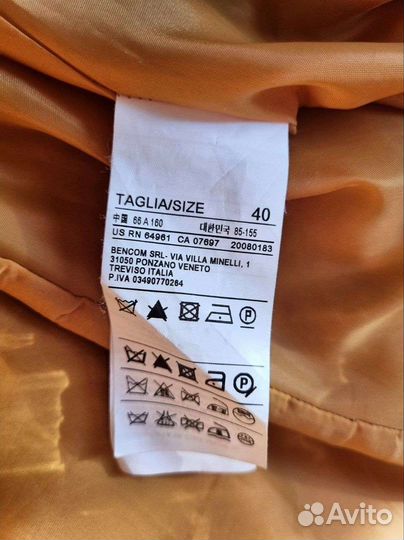 TAGLIA/SIZE 40
中国 66 A 160 대한민국 85-155
US RN 64961 CA 07697 20080183
BENCOM SRL- VIA VILLA MINELLI, 1
31050 PONZANO VENETO
TREVISO ITALIA
P.IVA 03490770264
P
P
Avito